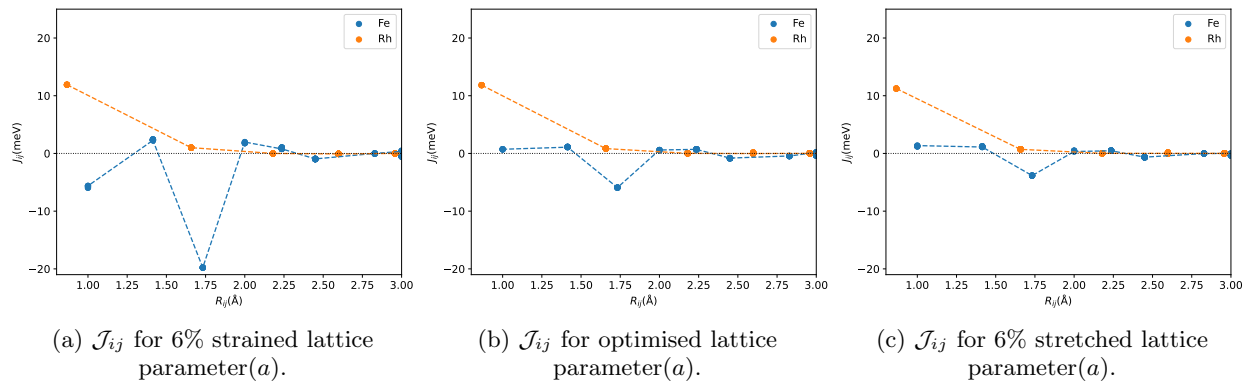 20
10
0
−10
−20
J_ij(meV)
1.00 1.25 1.50 1.75 2.00 2.25 2.50 2.75 3.00
R_ij(Å)
Fe
Rh
(a) 𝒥_ij for 6% strained lattice
parameter(a).
20
10
0
−10
−20
J_ij(meV)
1.00 1.25 1.50 1.75 2.00 2.25 2.50 2.75 3.00
R_ij(Å)
Fe
Rh
(b) 𝒥_ij for optimised lattice
parameter(a).
20
10
0
−10
−20
J_ij(meV)
1.00 1.25 1.50 1.75 2.00 2.25 2.50 2.75 3.00
R_ij(Å)
Fe
Rh
(c) 𝒥_ij for 6% stretched lattice
parameter(a).